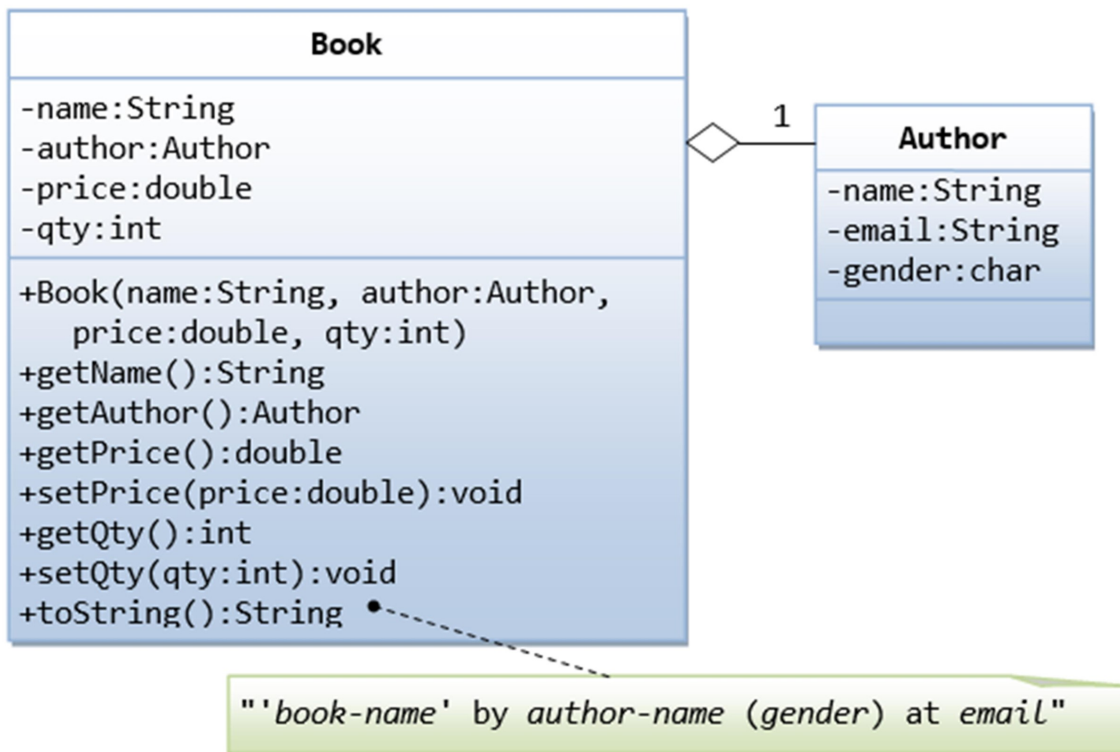 Book
-name:String
-author:Author
-price:double
-qty:int
+Book(name:String, author:Author,
price:double, qty:int)
+getName():String
+getAuthor():Author
+getPrice():double
+setPrice(price:double):void
+getQty():int
+setQty(qty:int):void
+toString():String
1
Author
-name:String
-email:String
-gender:char
"'book-name' by author-name (gender) at email"